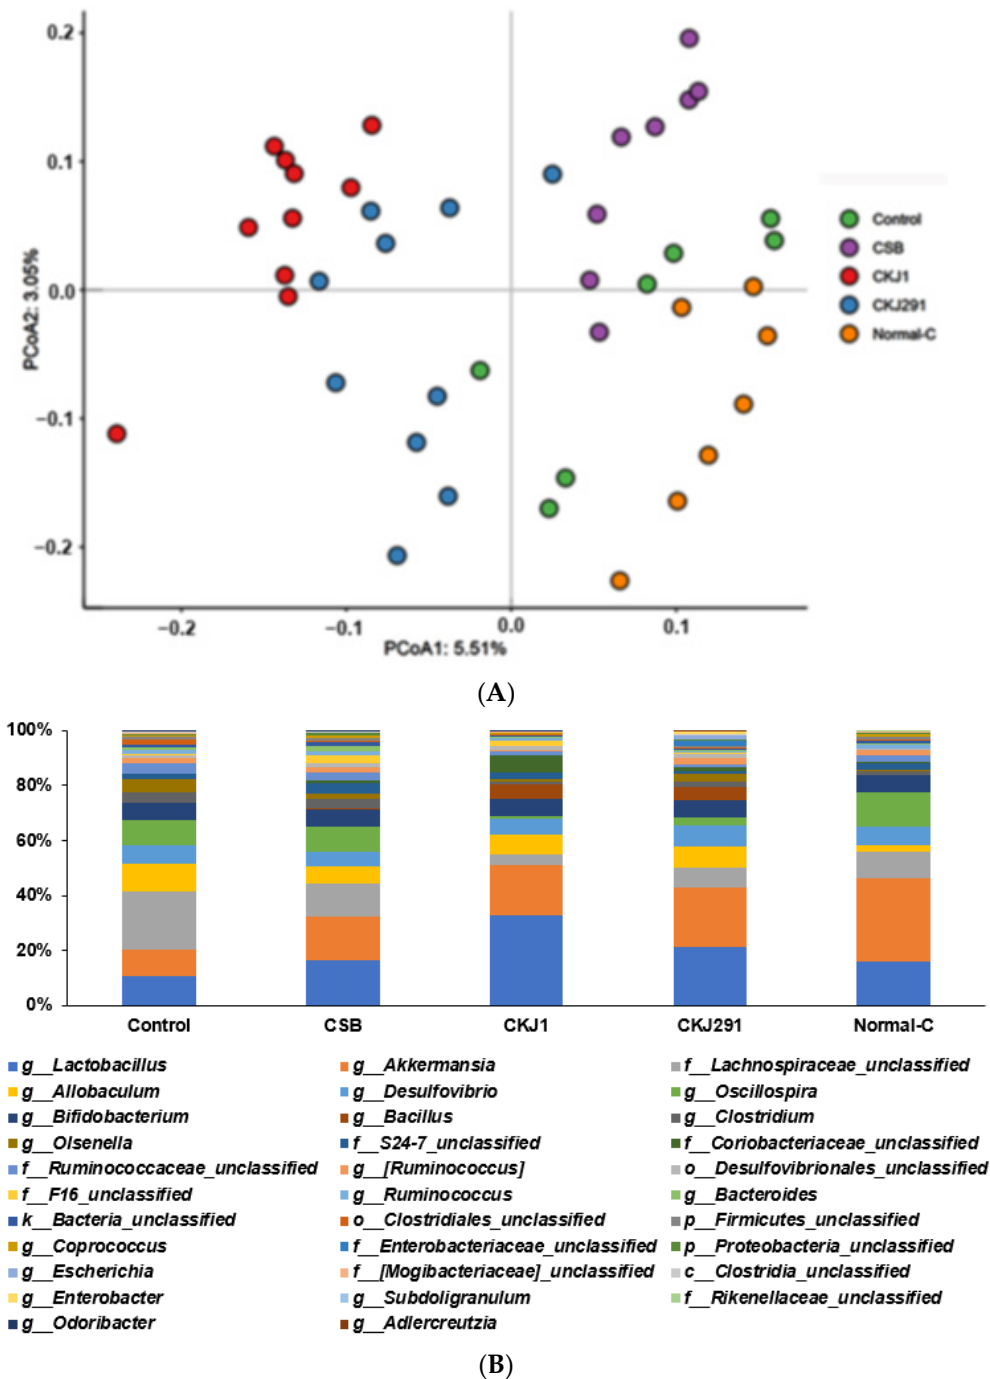 0.2
0.1
0.0
−0.1
−0.2
PCoA2: 3.05%
−0.2
−0.1
0.0
0.1
PCoA1: 5.51%
Control
CSB
CKJ1
CKJ291
Normal-C
(A)
100%
80%
60%
40%
20%
0%
Control CSB CKJ1 CKJ291 Normal-C
g__Lactobacillus g__Akkermansia f__Lachnospiraceae_unclassified
g__Allobaculum g__Desulfovibrio g__Oscillospira
g__Bifidobacterium g__Bacillus g__Clostridium
g__Olsenella f__S24-7_unclassified f__Coriobacteriaceae_unclassified
f__Ruminococcaceae_unclassified g__[Ruminococcus] o__Desulfovibrionales_unclassified
f__F16_unclassified g__Ruminococcus g__Bacteroides
k__Bacteria_unclassified o__Clostridiales_unclassified p__Firmicutes_unclassified
g__Coprococcus f__Enterobacteriaceae_unclassified p__Proteobacteria_unclassified
g__Escherichia f__[Mogibacteriaceae]_unclassified c__Clostridia_unclassified
g__Enterobacter g__Subdoligranulum f__Rikenellaceae_unclassified
g__Odoribacter g__Adlercreutzia
(B)